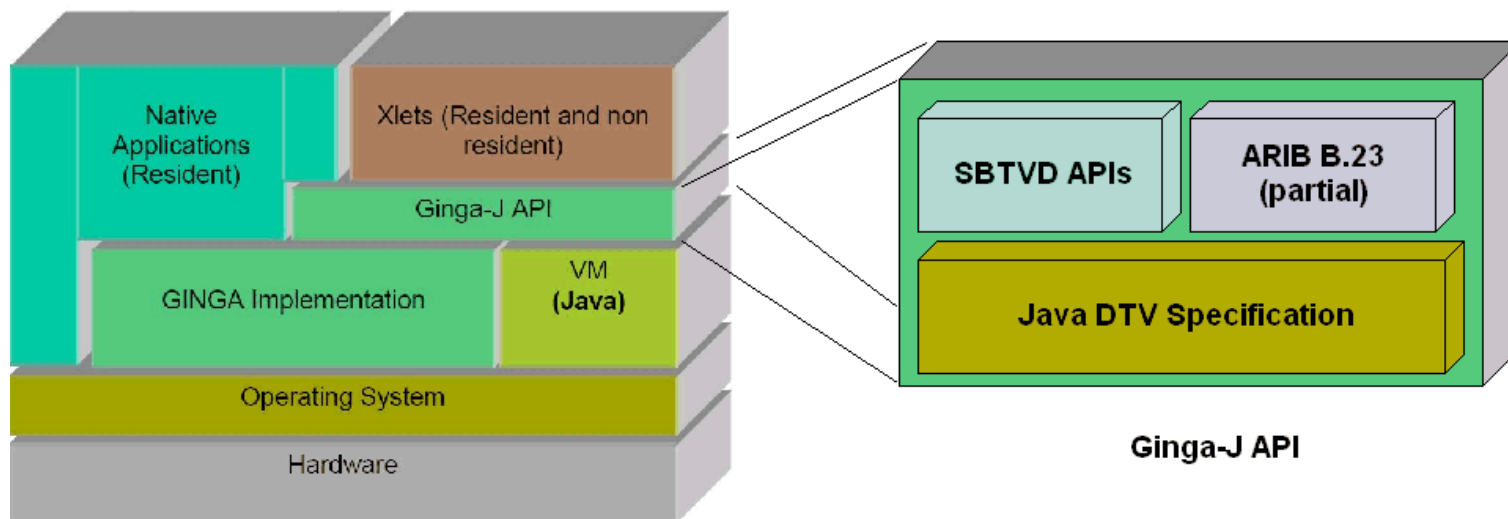 Native
Applications
(Resident)
Xlets (Resident and non
resident)
Ginga-J API
GINGA Implementation
VM
(Java)
Operating System
Hardware
SBTVD APIs
ARIB B.23
(partial)
Java DTV Specification
Ginga-J API